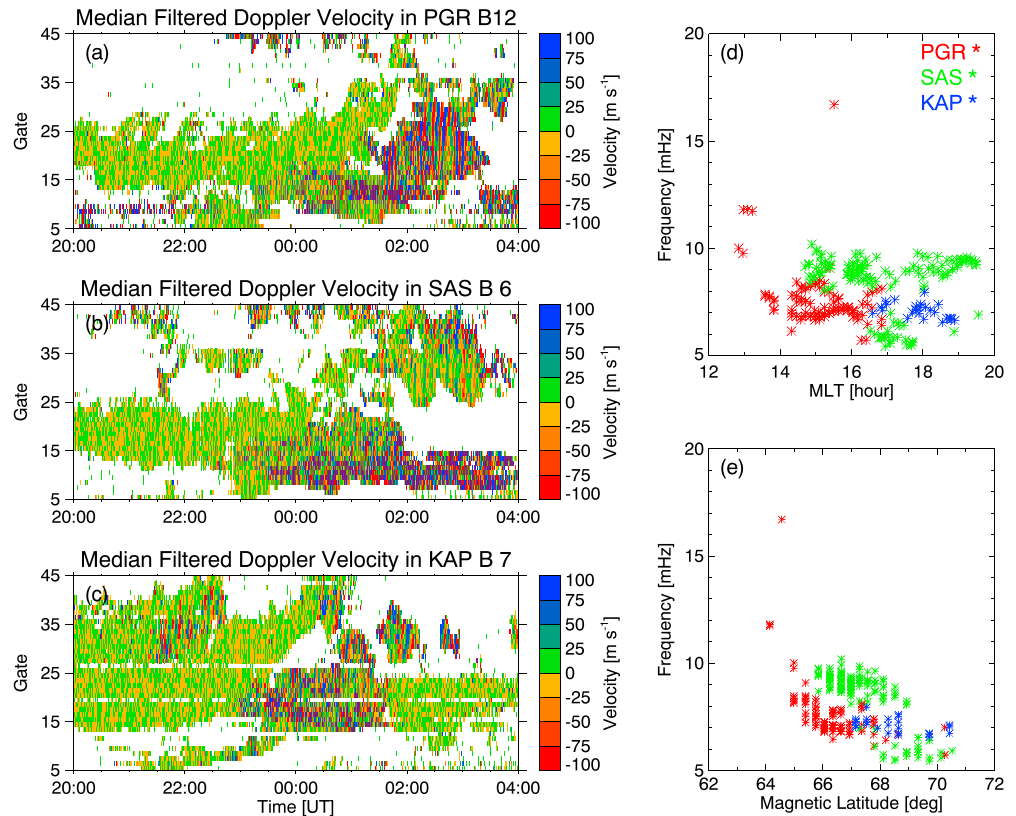 Median Filtered Doppler Velocity in PGR B12
(a)
45
35
25
15
5
Gate
20:00 22:00 00:00 02:00 04:00
100
75
50
25
0
-25
-50
-75
-100
Velocity [m s⁻¹]
Median Filtered Doppler Velocity in SAS B 6
(b)
45
35
25
15
5
Gate
20:00 22:00 00:00 02:00 04:00
100
75
50
25
0
-25
-50
-75
-100
Velocity [m s⁻¹]
Median Filtered Doppler Velocity in KAP B 7
(c)
45
35
25
15
5
Gate
20:00 22:00 00:00 02:00 04:00
Time [UT]
100
75
50
25
0
-25
-50
-75
-100
Velocity [m s⁻¹]
(d)
PGR *
SAS *
KAP *
20
15
10
5
Frequency [mHz]
12 14 16 18 20
MLT [hour]
(e)
20
15
10
5
Frequency [mHz]
62 64 66 68 70 72
Magnetic Latitude [deg]